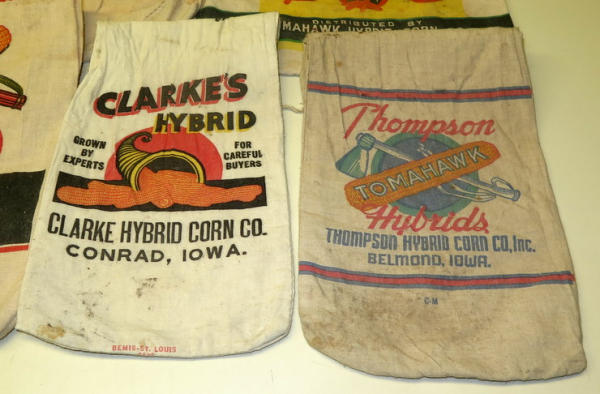 DISTRIBUTED BY
MAHAWK HYBRID CORN
CLARKE'S
HYBRID
GROWN
BY
EXPERTS
FOR
CAREFUL
BUYERS
CLARKE HYBRID CORN CO.
CONRAD, IOWA.
BEMIS-ST. LOUIS
Thompson
TOMAHAWK
Hybrids
THOMPSON HYBRID CORN CO, Inc.
BELMOND, IOWA.
C-M